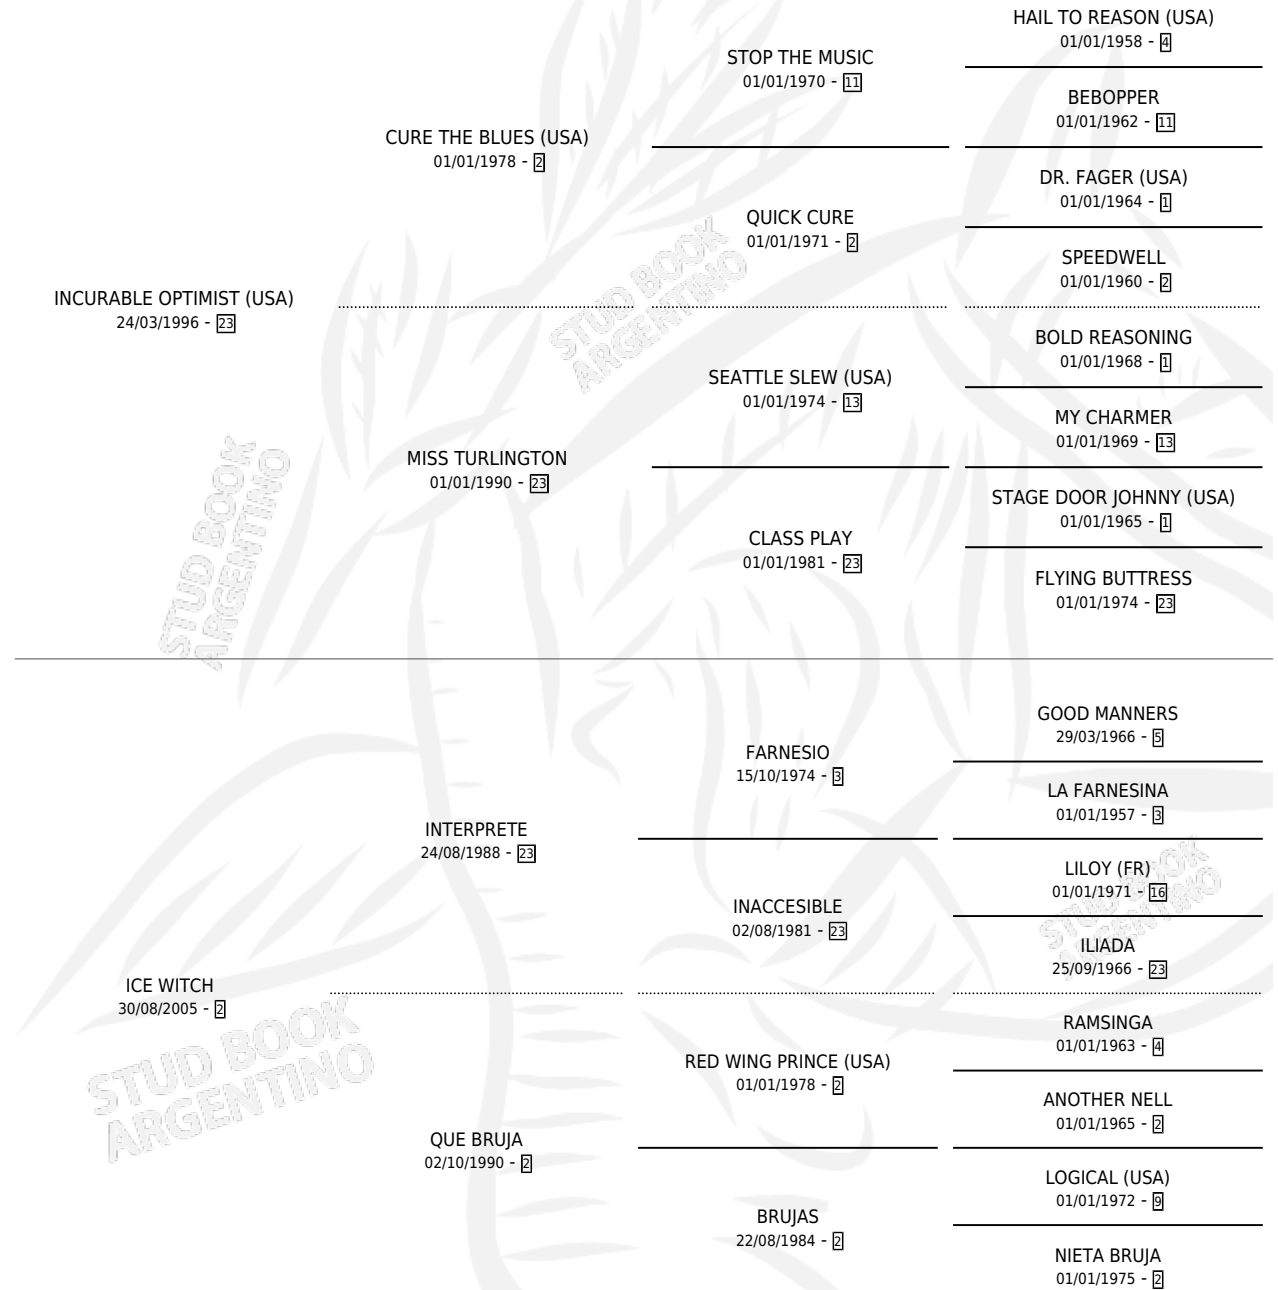 HAIL TO REASON (USA)
01/01/1958 - 4
STOP THE MUSIC
01/01/1970 - 11
BEBOPPER
01/01/1962 - 11
CURE THE BLUES (USA)
01/01/1978 - 2
DR. FAGER (USA)
01/01/1964 - 1
QUICK CURE
01/01/1971 - 2
SPEEDWELL
01/01/1960 - 2
INCURABLE OPTIMIST (USA)
24/03/1996 - 23
BOLD REASONING
01/01/1968 - 1
SEATTLE SLEW (USA)
01/01/1974 - 13
MY CHARMER
01/01/1969 - 13
MISS TURLINGTON
01/01/1990 - 23
STAGE DOOR JOHNNY (USA)
01/01/1965 - 1
CLASS PLAY
01/01/1981 - 23
FLYING BUTTRESS
01/01/1974 - 23
GOOD MANNERS
29/03/1966 - 5
FARNESIO
15/10/1974 - 3
LA FARNESINA
01/01/1957 - 3
INTERPRETE
24/08/1988 - 23
LILOY (FR)
01/01/1971 - 16
INACCESIBLE
02/08/1981 - 23
ILIADA
25/09/1966 - 23
ICE WITCH
30/08/2005 - 2
RAMSINGA
01/01/1963 - 4
RED WING PRINCE (USA)
01/01/1978 - 2
ANOTHER NELL
01/01/1965 - 2
QUE BRUJA
02/10/1990 - 2
LOGICAL (USA)
01/01/1972 - 9
BRUJAS
22/08/1984 - 2
NIETA BRUJA
01/01/1975 - 2
STUD BOOK
ARGENTINO
STUD BOOK
ARGENTINO
STUD BOOK
ARGENTINO
STUD BOOK
ARGENTINO